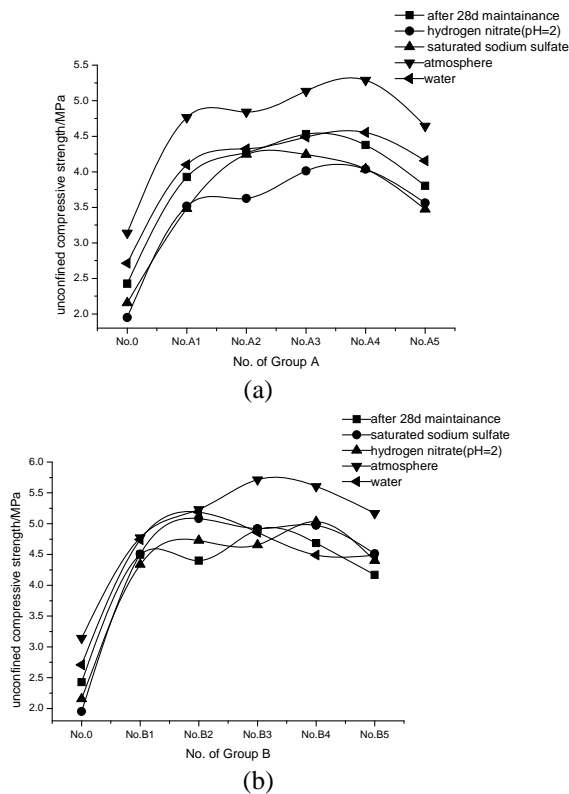 after 28d maintainance
hydrogen nitrate(pH=2)
saturated sodium sulfate
atmosphere
water
unconfined compressive strength/MPa
5.5
5.0
4.5
4.0
3.5
3.0
2.5
2.0
No.0 No.A1 No.A2 No.A3 No.A4 No.A5
No. of Group A
(a)
after 28d maintainance
saturated sodium sulfate
hydrogen nitrate(pH=2)
atmosphere
water
unconfined compressive strength/MPa
6.0
5.5
5.0
4.5
4.0
3.5
3.0
2.5
2.0
No.0 No.B1 No.B2 No.B3 No.B4 No.B5
No. of Group B
(b)